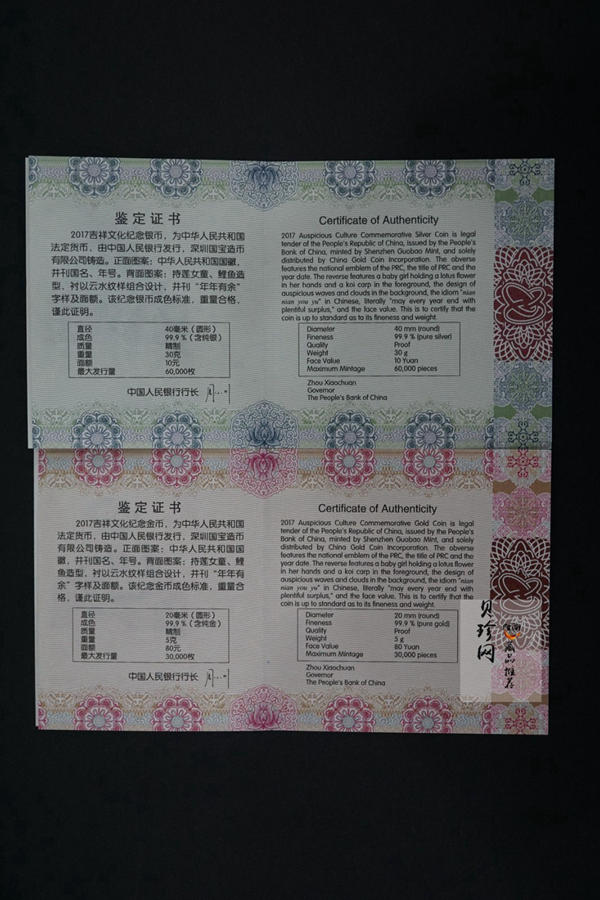 鉴定证书
2017吉祥文化纪念银币，为中华人民共和国
法定货币，由中国人民银行发行，深圳国宝造币
有限公司铸造。正面图案：中华人民共和国国徽，
并刊国名、年号。背面图案：持莲女童、鲤鱼造
型，衬以云水纹样组合设计，并刊“年年有余”
字样及面额。该纪念银币成色标准，重量合格，
谨此证明。
直径 40毫米（圆形）
成色 99.9％（含纯银）
质量 精制
重量 30克
面额 10元
最大发行量 60,000枚
中国人民银行行长
Certificate of Authenticity
2017 Auspicious Culture Commemorative Silver Coin is legal
tender of the People's Republic of China, issued by the People's
Bank of China, minted by Shenzhen Guobao Mint, and solely
distributed by China Gold Coin Incorporation. The obverse
features the national emblem of the PRC, the title of PRC and the
year date. The reverse features a baby girl holding a lotus flower
in her hands and a koi carp in the foreground, the design of
auspicious waves and clouds in the background, the idiom "nian
nian you yu" in Chinese, literally "may every year end with
plentiful surplus," and the face value. This is to certify that the
coin is up to standard as to its fineness and weight.
Diameter 40 mm (round)
Fineness 99.9 % (pure silver)
Quality Proof
Weight 30 g
Face Value 10 Yuan
Maximum Mintage 60,000 pieces
Zhou Xiaochuan
Governor
The People's Bank of China
鉴定证书
2017吉祥文化纪念金币，为中华人民共和国
法定货币，由中国人民银行发行，深圳国宝造币
有限公司铸造。正面图案：中华人民共和国国
徽，并刊国名、年号。背面图案：持莲女童、鲤
鱼造型，衬以云水纹样组合设计，并刊“年年有
余”字样及面额。该纪念金币成色标准，重量合
格，谨此证明。
直径 20毫米（圆形）
成色 99.9％（含纯金）
质量 精制
重量 5克
面额 80元
最大发行量 30,000枚
中国人民银行行长
Certificate of Authenticity
2017 Auspicious Culture Commemorative Gold Coin is legal
tender of the People's Republic of China, issued by the People's
Bank of China, minted by Shenzhen Guobao Mint, and solely
distributed by China Gold Coin Incorporation. The obverse
features the national emblem of the PRC, the title of PRC and the
year date. The reverse features a baby girl holding a lotus flower
in her hands and a koi carp in the foreground, the design of
auspicious waves and clouds in the background, the idiom "nian
nian you yu" in Chinese, literally "may every year end with
plentiful surplus," and the face value. This is to certify that the
coin is up to standard as to its fineness and weight.
Diameter 20 mm (round)
Fineness 99.9 % (pure gold)
Quality Proof
Weight 5 g
Face Value 80 Yuan
Maximum Mintage 30,000 pieces
Zhou Xiaochuan
Governor
The People's Bank of China
贝珍网
藏品推荐